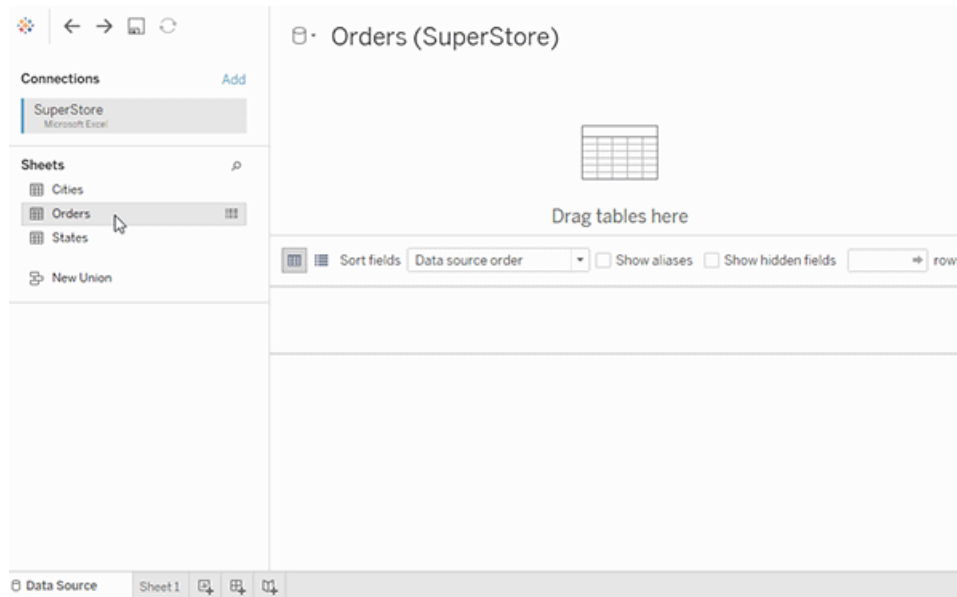 Orders (SuperStore)
Connections Add
SuperStore
Microsoft Excel
Sheets
Cities
Orders
States
New Union
Drag tables here
Sort fields Data source order Show aliases Show hidden fields row
Data Source Sheet 1